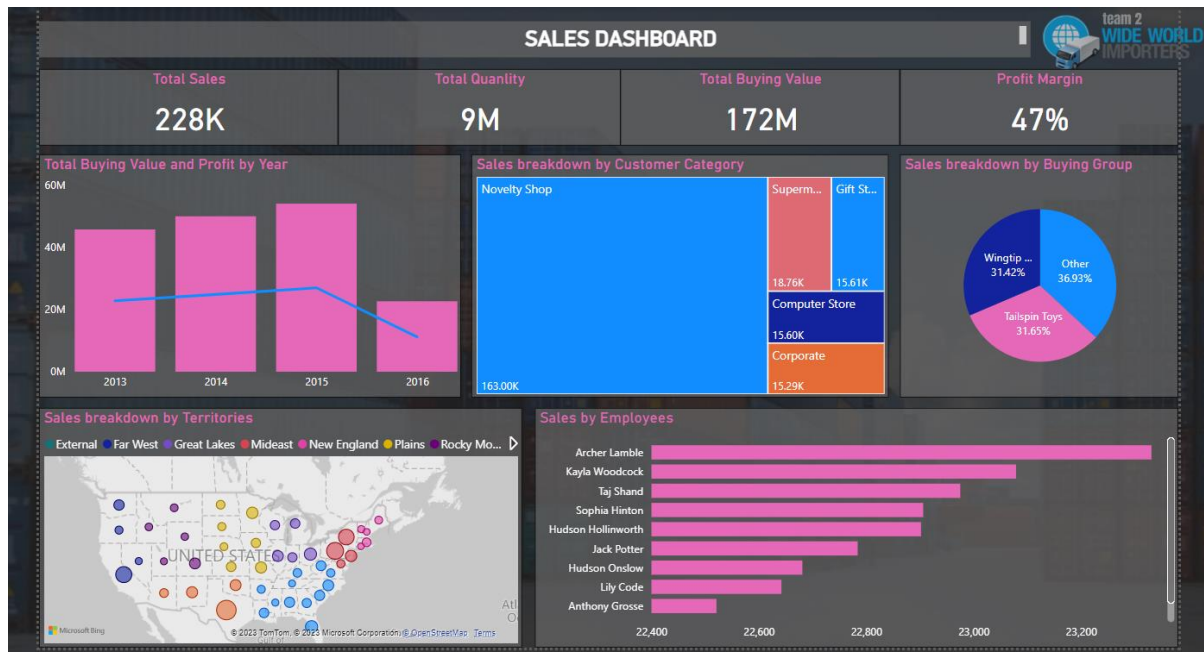 SALES DASHBOARD
team 2
WIDE WORLD
IMPORTERS
Total Sales
228K
Total Quanlity
9M
Total Buying Value
172M
Profit Margin
47%
Total Buying Value and Profit by Year
60M
40M
20M
0M
2013 2014 2015 2016
Sales breakdown by Customer Category
Novelty Shop
163.00K
Superm...
18.76K
Gift St...
15.61K
Computer Store
15.60K
Corporate
15.29K
Sales breakdown by Buying Group
Wingtip ...
31.42%
Other
36.93%
Tailspin Toys
31.65%
Sales breakdown by Territories
External Far West Great Lakes Mideast New England Plains Rocky Mo...
UNITED STATES
Atl
Gulf of
Microsoft Bing
© 2023 TomTom, © 2023 Microsoft Corporation, © OpenStreetMap Terms
Sales by Employees
Archer Lamble
Kayla Woodcock
Taj Shand
Sophia Hinton
Hudson Hollinworth
Jack Potter
Hudson Onslow
Lily Code
Anthony Grosse
22,400 22,600 22,800 23,000 23,200